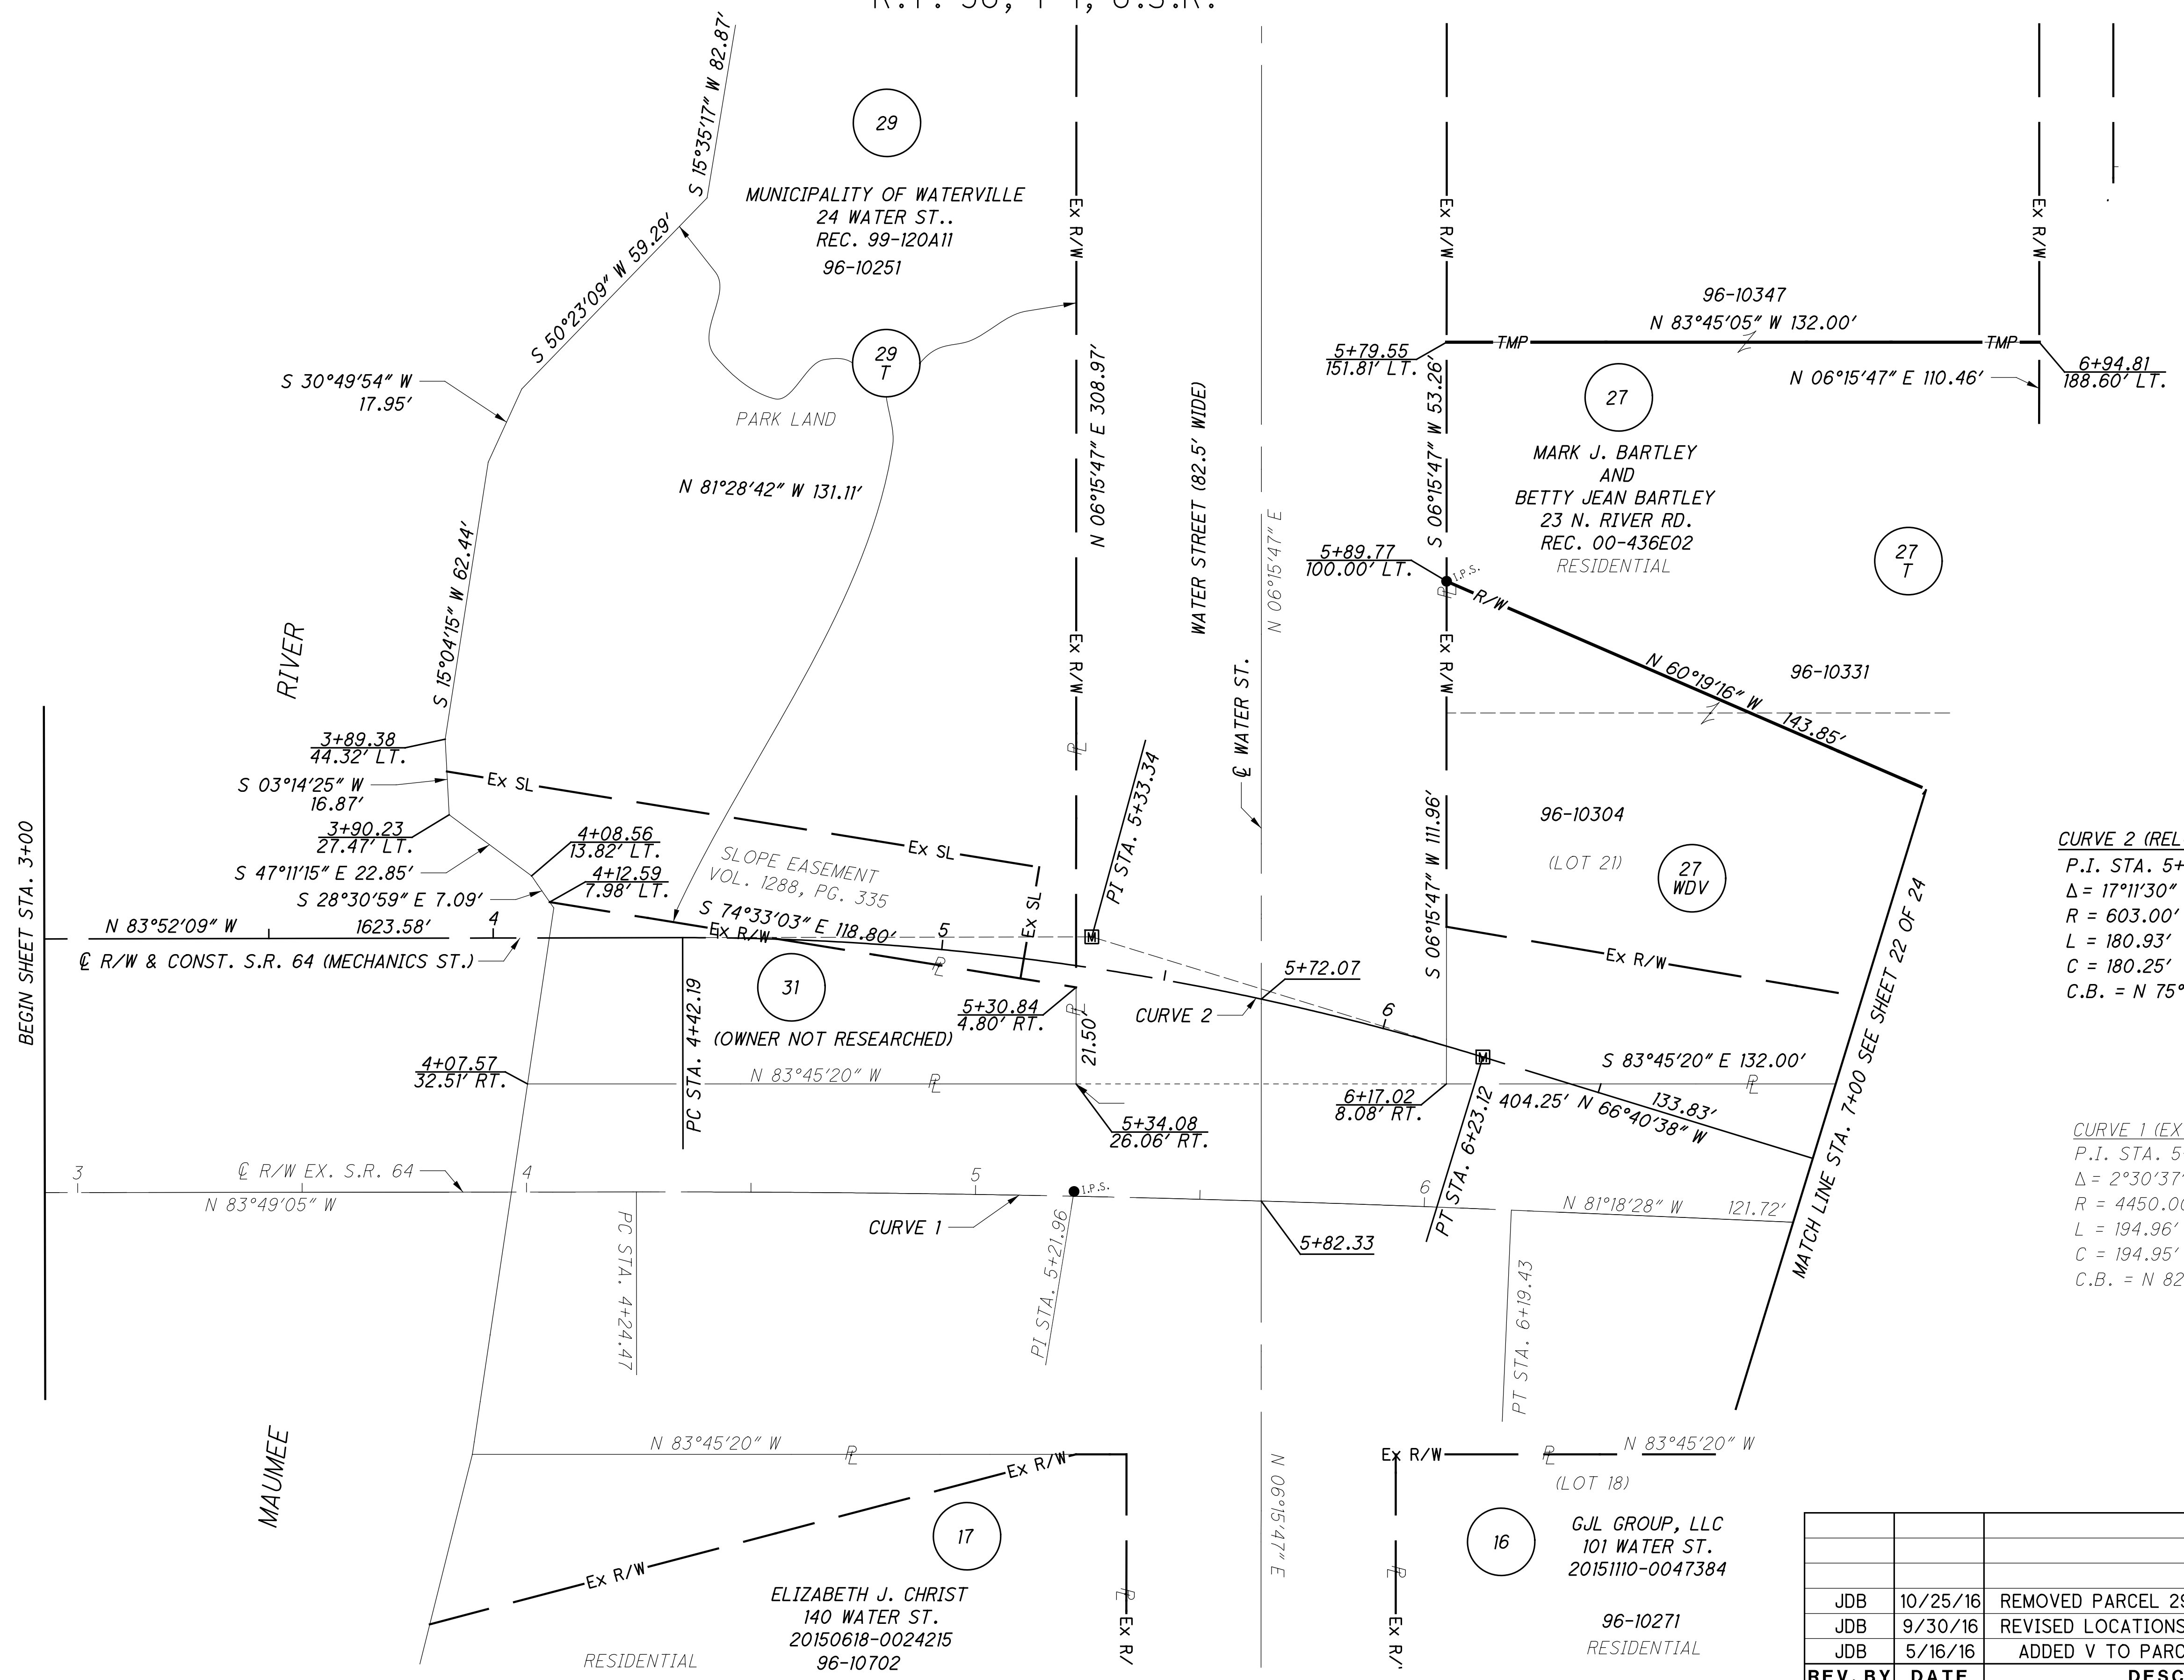 S 15°35'17" W 82.87'
29
MUNICIPALITY OF WATERVILLE
24 WATER ST..
REC. 99-120A11
96-10251
S 50°23'09" W 59.29'
S 30°49'54" W
17.95'
29
T
PARK LAND
N 81°28'42" W 131.11'
Ex R/W
Ex R/W
N 06°15'47" E 308.97'
WATER STREET (82.5' WIDE)
N 06°15'47" E
℄ WATER ST.
Ex R/W
Ex R/W
Ex R/W
96-10347
N 83°45'05" W 132.00'
TMP
TMP
5+79.55
151.81' LT.
6+94.81
188.60' LT.
N 06°15'47" E 110.46'
S 06°15'47" W 53.26'
27
MARK J. BARTLEY
AND
BETTY JEAN BARTLEY
23 N. RIVER RD.
REC. 00-436E02
RESIDENTIAL
27
T
5+89.77
100.00' LT.
I.P.S.
PL
R/W
N 60°19'16" W
143.85'
96-10331
S 15°04'15" W 62.44'
RIVER
3+89.38
44.32' LT.
S 03°14'25" W
16.87'
3+90.23
27.47' LT.
S 47°11'15" E 22.85'
S 28°30'59" E 7.09'
4+08.56
13.82' LT.
4+12.59
7.98' LT.
Ex SL
Ex SL
Ex SL
SLOPE EASEMENT
VOL. 1288, PG. 335
S 74°33'03" E 118.80'
Ex R/W
PL
PL
PI STA. 5+33.34
M
BEGIN SHEET STA. 3+00
N 83°52'09" W
1623.58'
4
5
1
6
℄ R/W & CONST. S.R. 64 (MECHANICS ST.)
PC STA. 4+42.19
31
(OWNER NOT RESEARCHED)
5+30.84
4.80' RT.
PL
21.50'
CURVE 2
5+72.07
S 06°15'47" W 111.96'
96-10304
(LOT 21)
27
WDV
Ex R/W
MATCH LINE STA. 7+00 SEE SHEET 22 OF 24
CURVE 2 (REL
P.I. STA. 5+
Δ = 17°11'30"
R = 603.00'
L = 180.93'
C = 180.25'
C.B. = N 75°
4+07.57
32.51' RT.
N 83°45'20" W
PL
5+34.08
26.06' RT.
6+17.02
8.08' RT.
M
PT STA. 6+23.12
S 83°45'20" E 132.00'
PL
404.25'
N 66°40'38" W
133.83'
CURVE 1 (EX
P.I. STA. 5
Δ = 2°30'37"
R = 4450.00
L = 194.96'
C = 194.95'
C.B. = N 82
3
℄ R/W EX. S.R. 64
4
5
6
N 83°49'05" W
PC STA. 4+24.47
CURVE 1
I.P.S.
PI STA. 5+21.96
5+82.33
N 81°18'28" W
121.72'
PT STA. 6+19.43
MAUMEE
N 83°45'20" W
PL
Ex R/W
Ex R/W
17
ELIZABETH J. CHRIST
140 WATER ST.
20150618-0024215
96-10702
RESIDENTIAL
PL
Ex R/
N 06°15'47" E
Ex R/W
PL
N 83°45'20" W
(LOT 18)
16
GJL GROUP, LLC
101 WATER ST.
20151110-0047384
96-10271
RESIDENTIAL
PL
Ex R/
JDB 10/25/16 REMOVED PARCEL 29
JDB 9/30/16 REVISED LOCATIONS
JDB 5/16/16 ADDED V TO PARC
REV. BY DATE DESC